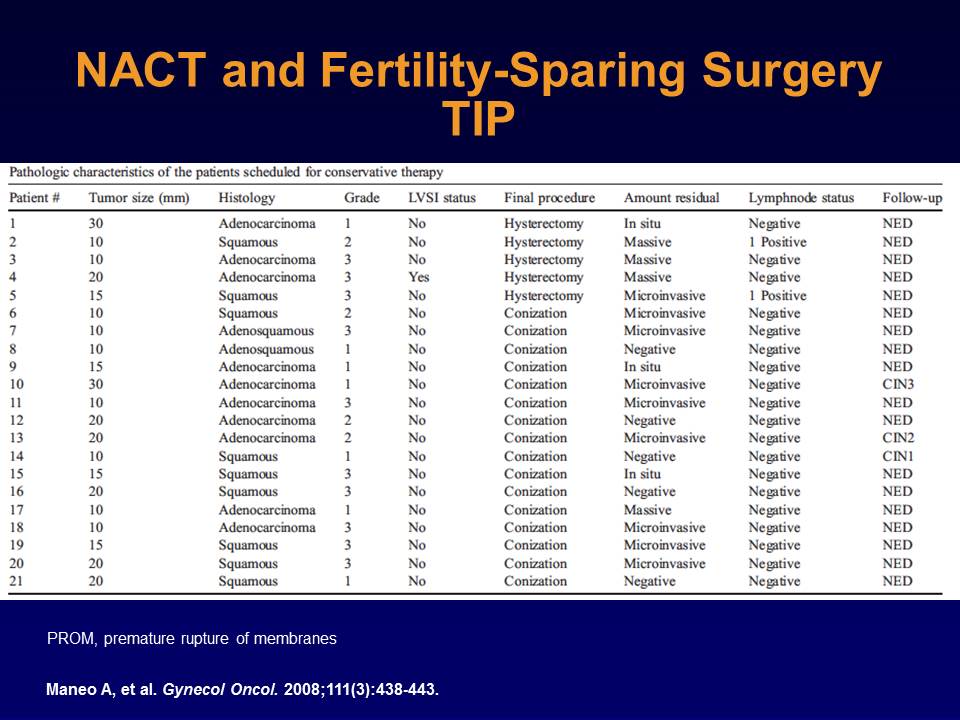 NACT and Fertility-Sparing Surgery
TIP
Pathologic characteristics of the patients scheduled for conservative therapy
Patient # Tumor size (mm) Histology Grade LVSI status Final procedure Amount residual Lymphnode status Follow-up
1 30 Adenocarcinoma 1 No Hysterectomy In situ Negative NED
2 10 Squamous 2 No Hysterectomy Massive 1 Positive NED
3 10 Adenocarcinoma 3 No Hysterectomy Massive Negative NED
4 20 Adenocarcinoma 3 Yes Hysterectomy Massive Negative NED
5 15 Squamous 3 No Hysterectomy Microinvasive 1 Positive NED
6 10 Squamous 2 No Conization Microinvasive Negative NED
7 10 Adenosquamous 3 No Conization Microinvasive Negative NED
8 10 Adenosquamous 1 No Conization Negative Negative NED
9 15 Adenocarcinoma 1 No Conization In situ Negative NED
10 30 Adenocarcinoma 1 No Conization Microinvasive Negative CIN3
11 10 Adenocarcinoma 3 No Conization Microinvasive Negative NED
12 20 Adenocarcinoma 2 No Conization Negative Negative NED
13 20 Adenocarcinoma 2 No Conization Microinvasive Negative CIN2
14 10 Squamous 1 No Conization Negative Negative CIN1
15 15 Squamous 3 No Conization In situ Negative NED
16 20 Squamous 3 No Conization Negative Negative NED
17 10 Adenocarcinoma 1 No Conization Massive Negative NED
18 10 Adenocarcinoma 3 No Conization Microinvasive Negative NED
19 15 Squamous 3 No Conization Microinvasive Negative NED
20 20 Squamous 3 No Conization Microinvasive Negative NED
21 20 Squamous 1 No Conization Negative Negative NED
PROM, premature rupture of membranes
Maneo A, et al. Gynecol Oncol. 2008;111(3):438-443.